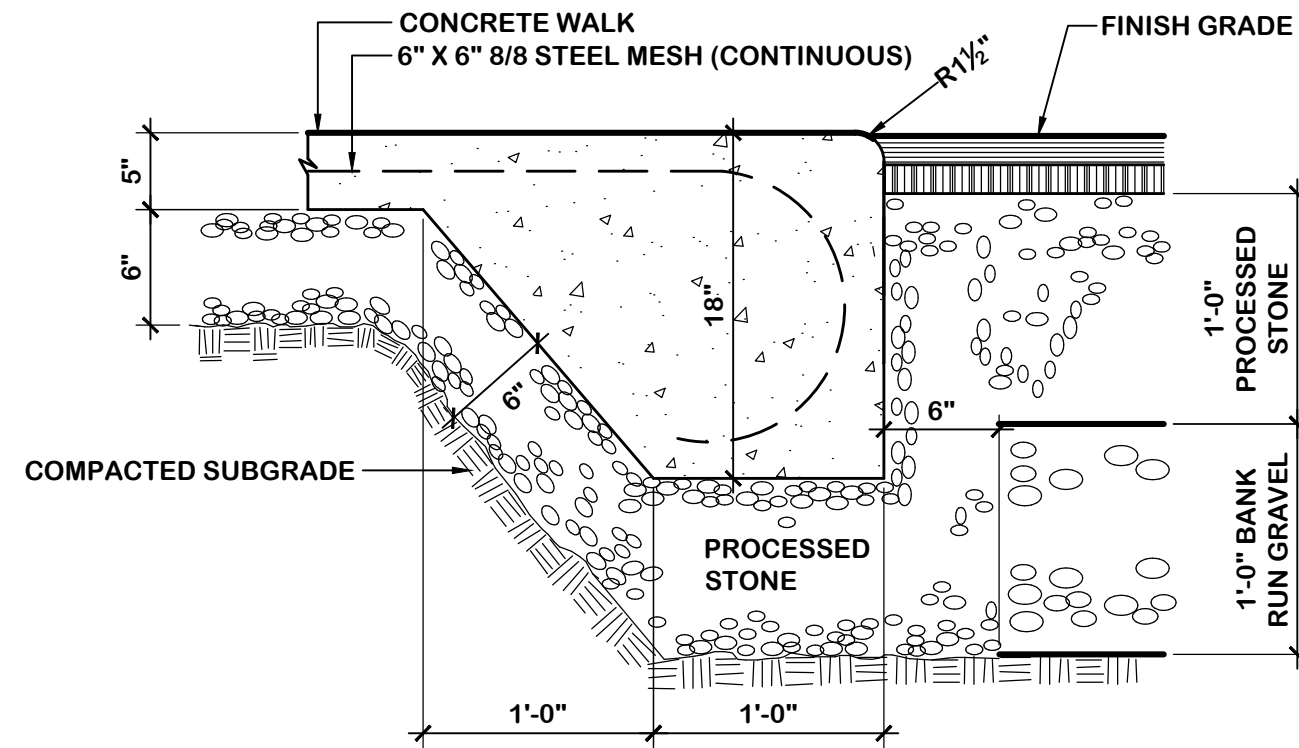 CONCRETE WALK
6" X 6" 8/8 STEEL MESH (CONTINUOUS)
R1½"
FINISH GRADE
5"
6"
18"
6"
6"
1'-0"
PROCESSED
STONE
COMPACTED SUBGRADE
PROCESSED
STONE
1'-0" BANK
RUN GRAVEL
1'-0"
1'-0"